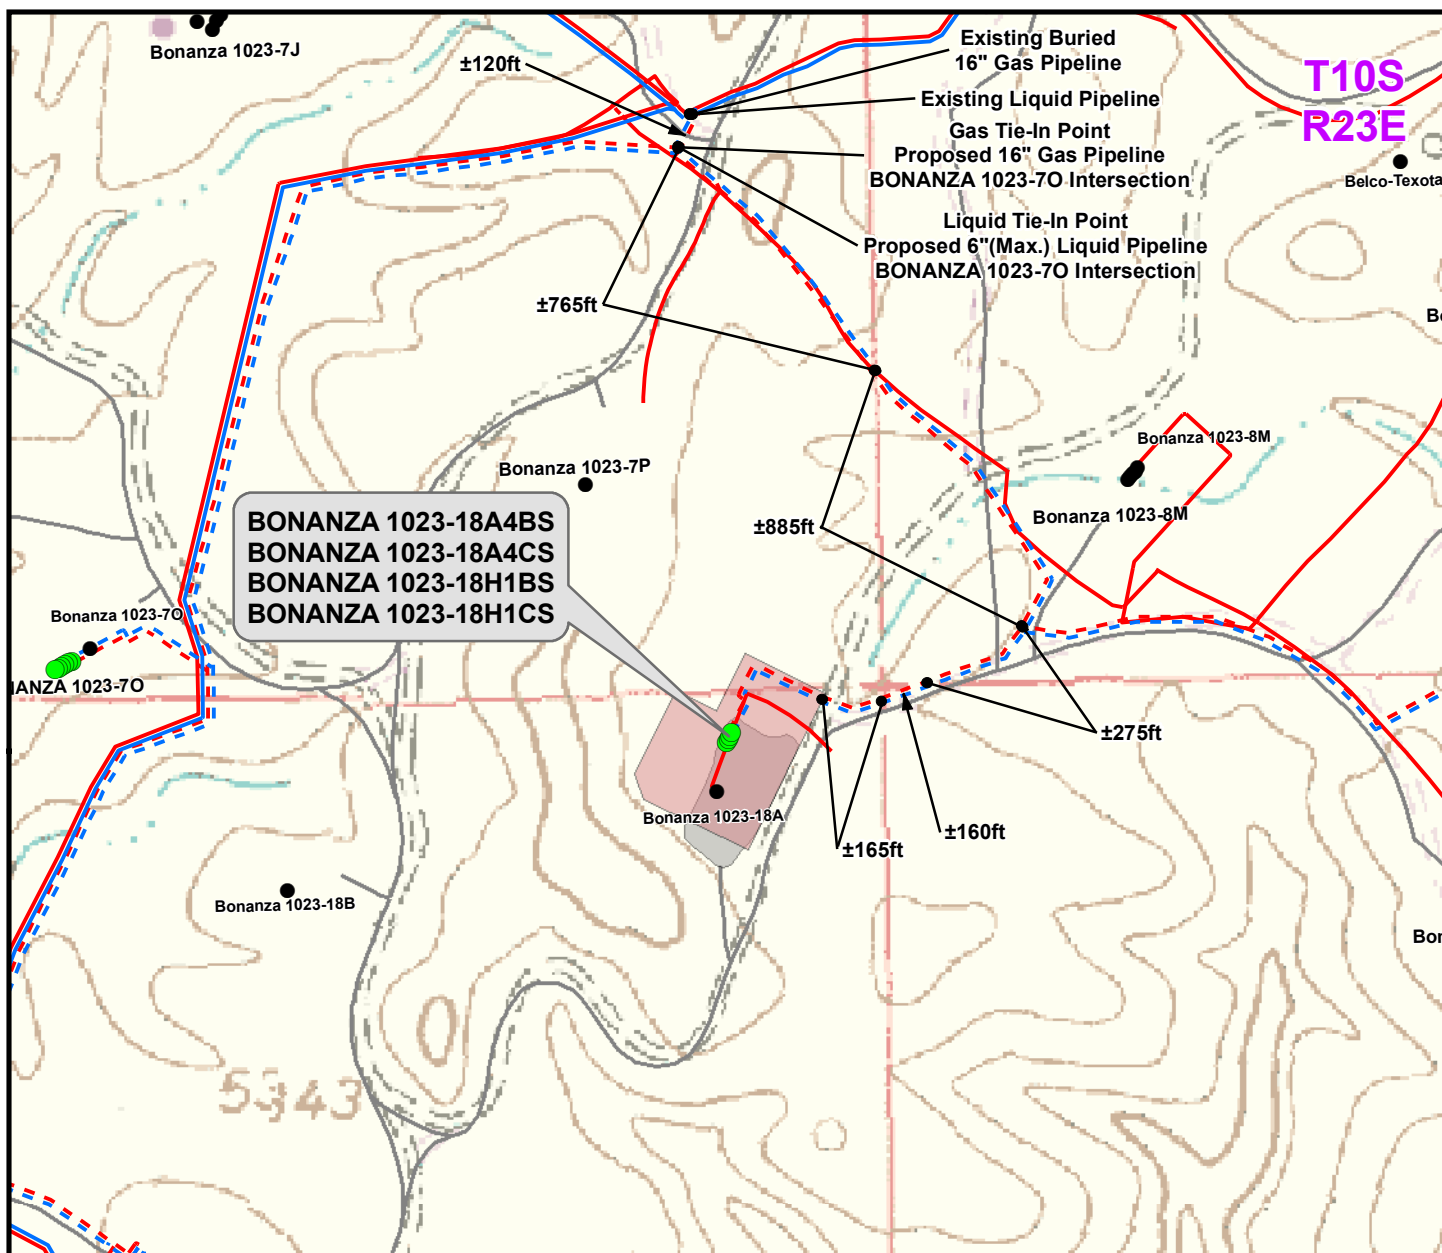 Bonanza 1023-7J
±120ft
Existing Buried
16" Gas Pipeline
Existing Liquid Pipeline
Gas Tie-In Point
Proposed 16" Gas Pipeline
BONANZA 1023-7O Intersection
Liquid Tie-In Point
Proposed 6"(Max.) Liquid Pipeline
BONANZA 1023-7O Intersection
T10S
R23E
Belco-Texota
±765ft
Bonanza 1023-8M
Bonanza 1023-7P
Bonanza 1023-8M
±885ft
BONANZA 1023-18A4BS
BONANZA 1023-18A4CS
BONANZA 1023-18H1BS
BONANZA 1023-18H1CS
Bonanza 1023-7O
NANZA 1023-7O
±275ft
Bonanza 1023-18A
±160ft
±165ft
Bonanza 1023-18B
Bon
5343